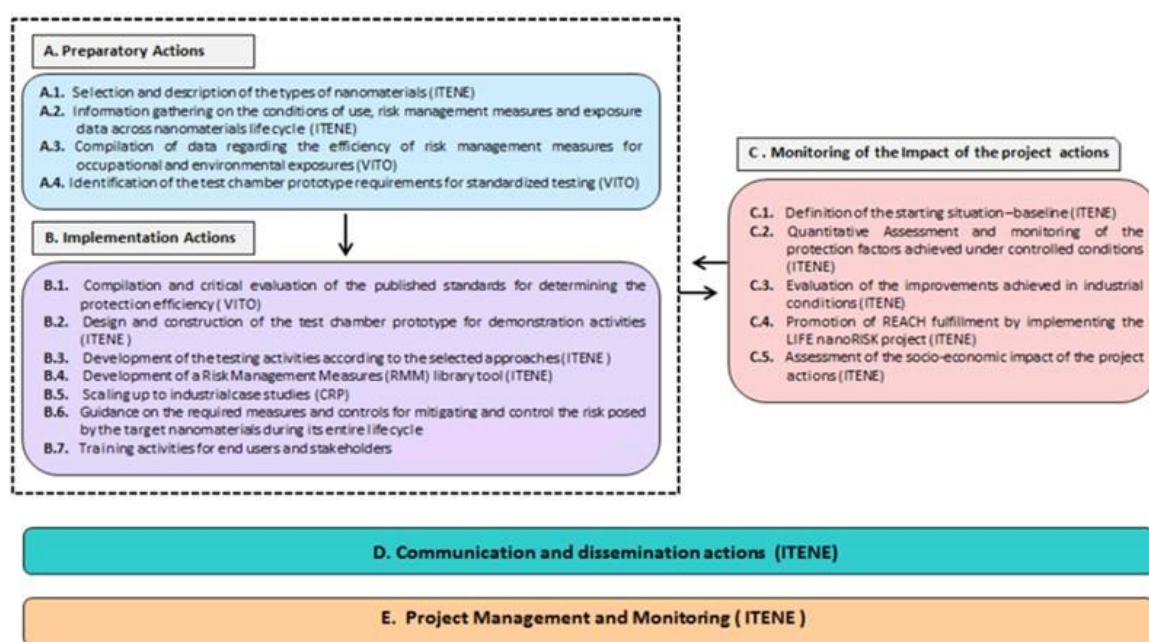 A. Preparatory Actions
A.1. Selection and description of the types of nanomaterials (ITENE)
A.2. Information gathering on the conditions of use, risk management measures and exposure
data across nanomaterials life cycle (ITENE)
A.3. Compilation of data regarding the efficiency of risk management measures for
occupational and environmental exposures (VITO)
A.4. Identification of the test chamber prototype requirements for standardized testing (VITO)
B. Implementation Actions
B.1. Compilation and critical evaluation of the published standards for determining the
protection efficiency ( VITO)
B.2. Design and construction of the test chamber prototype for demonstration activities
(ITENE )
B.3. Development of the testing activities according to the selected approaches (ITENE )
B.4. Development of a Risk Management Measures (RMM) library tool (ITENE)
B.5. Scaling up to industrial case studies (CRP)
B.6. Guidance on the required measures and controls for mitigating and control the risk posed
by the target nanomaterials during its entire lifecycle
B.7. Training activities for end users and stakeholders
C . Monitoring of the Impact of the project actions
C.1. Definition of the starting situation–baseline (ITENE)
C.2. Quantitative Assessment and monitoring of the
protection factors achieved under controlled conditions
(ITENE)
C.3. Evaluation of the improvements achieved in industrial
conditions (ITENE)
C.4. Promotion of REACH fulfillment by implementing the
LIFE nanoRISK project (ITENE)
C.5. Assessment of the socio-economic impact of the project
actions (ITENE)
D. Communication and dissemination actions (ITENE)
E. Project Management and Monitoring ( ITENE )